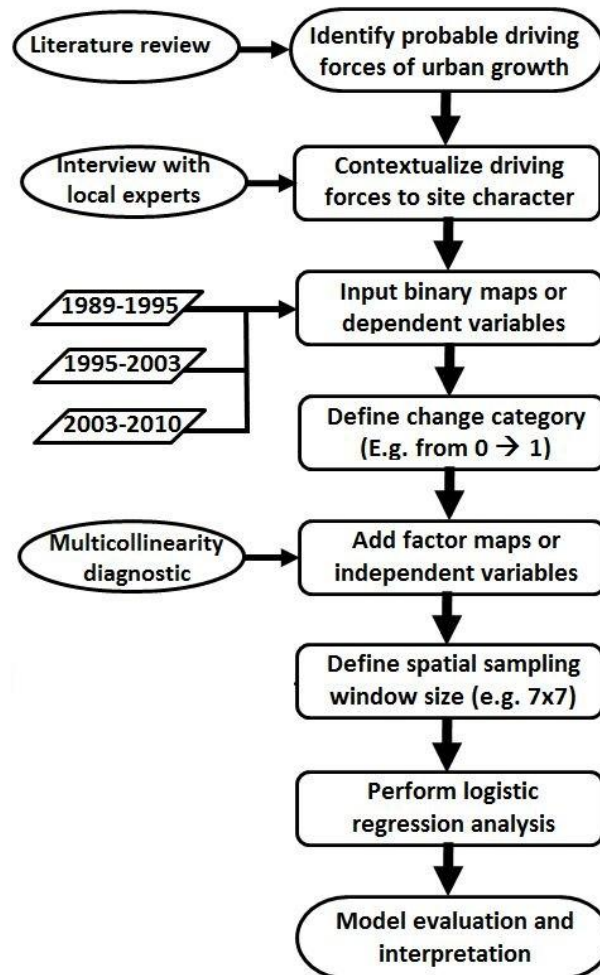 Literature review
Identify probable driving
forces of urban growth
Interview with
local experts
Contextualize driving
forces to site character
1989-1995
1995-2003
2003-2010
Input binary maps or
dependent variables
Define change category
(E.g. from 0 → 1)
Multicollinearity
diagnostic
Add factor maps or
independent variables
Define spatial sampling
window size (e.g. 7x7)
Perform logistic
regression analysis
Model evaluation and
interpretation